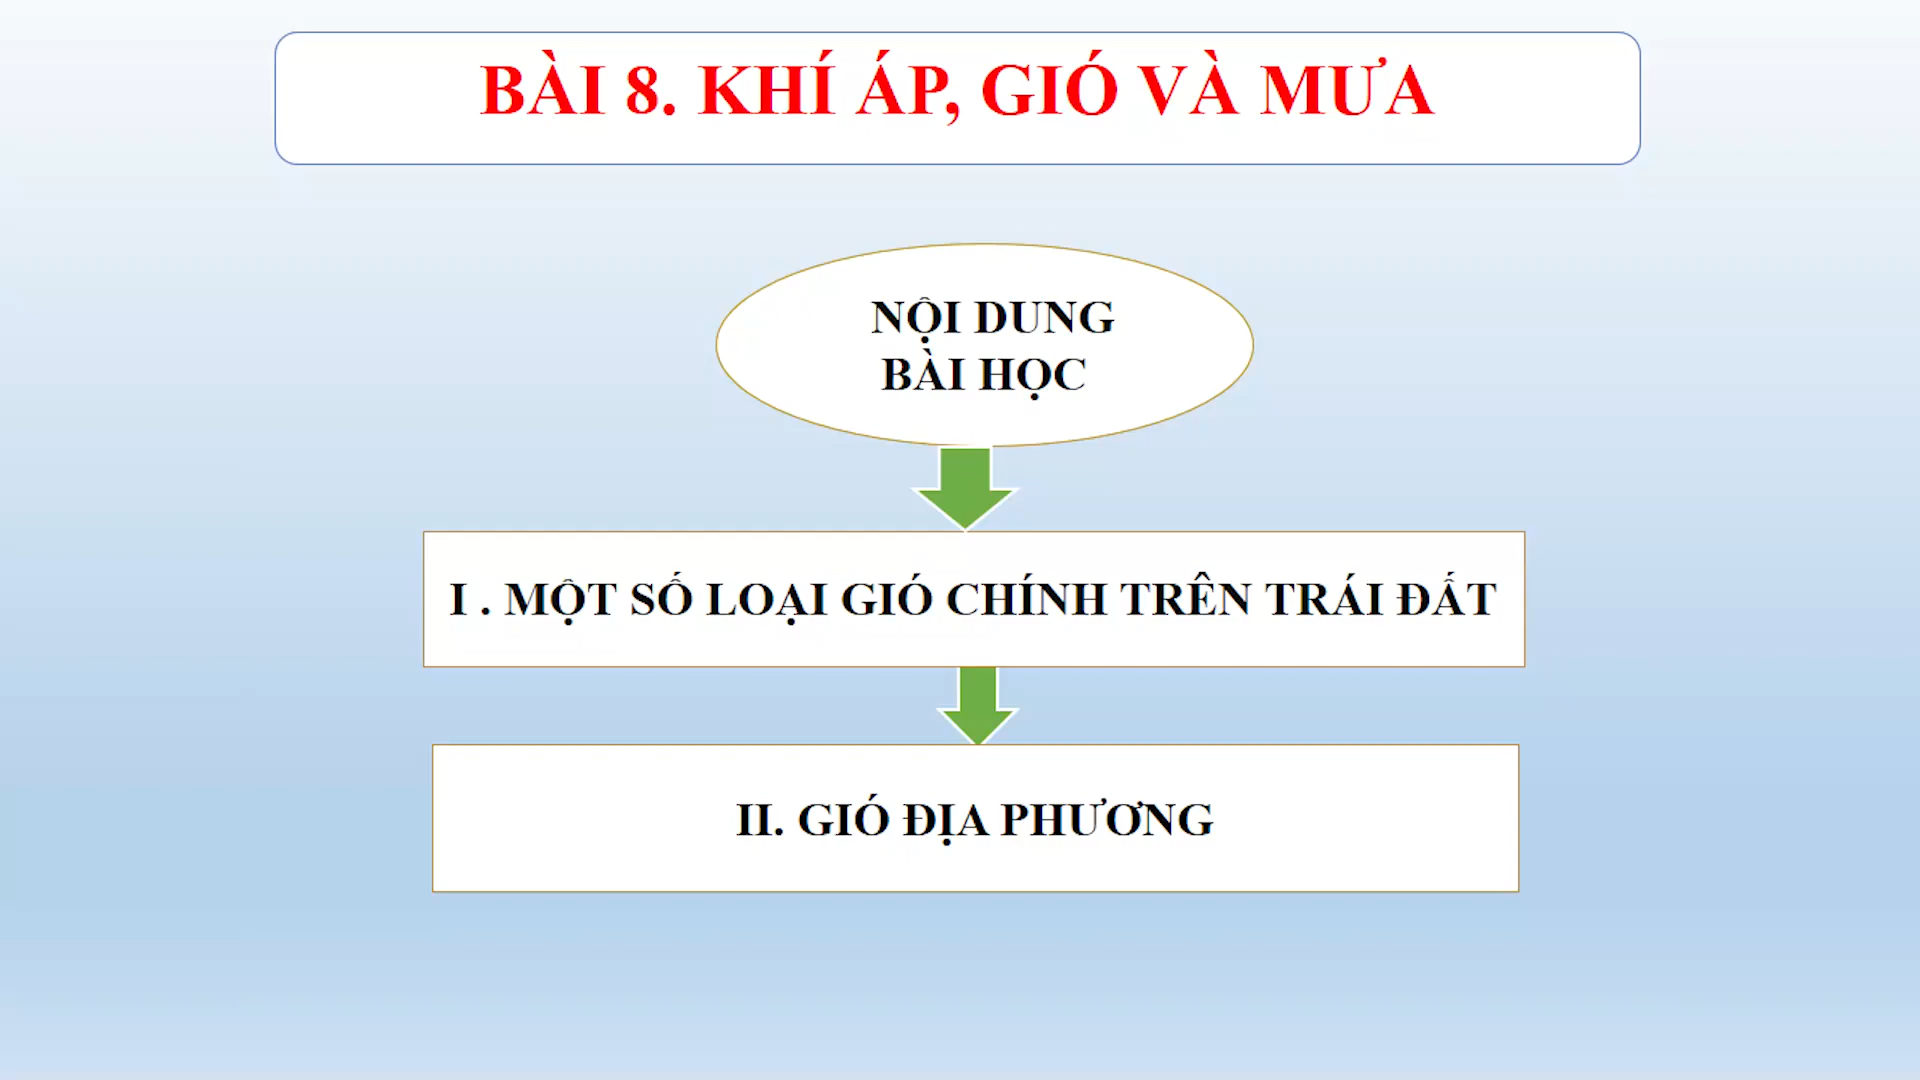 BÀI 8. KHÍ ÁP, GIÓ VÀ MƯA
NỘI DUNG
BÀI HỌC
I . MỘT SỐ LOẠI GIÓ CHÍNH TRÊN TRÁI ĐẤT
II. GIÓ ĐỊA PHƯƠNG